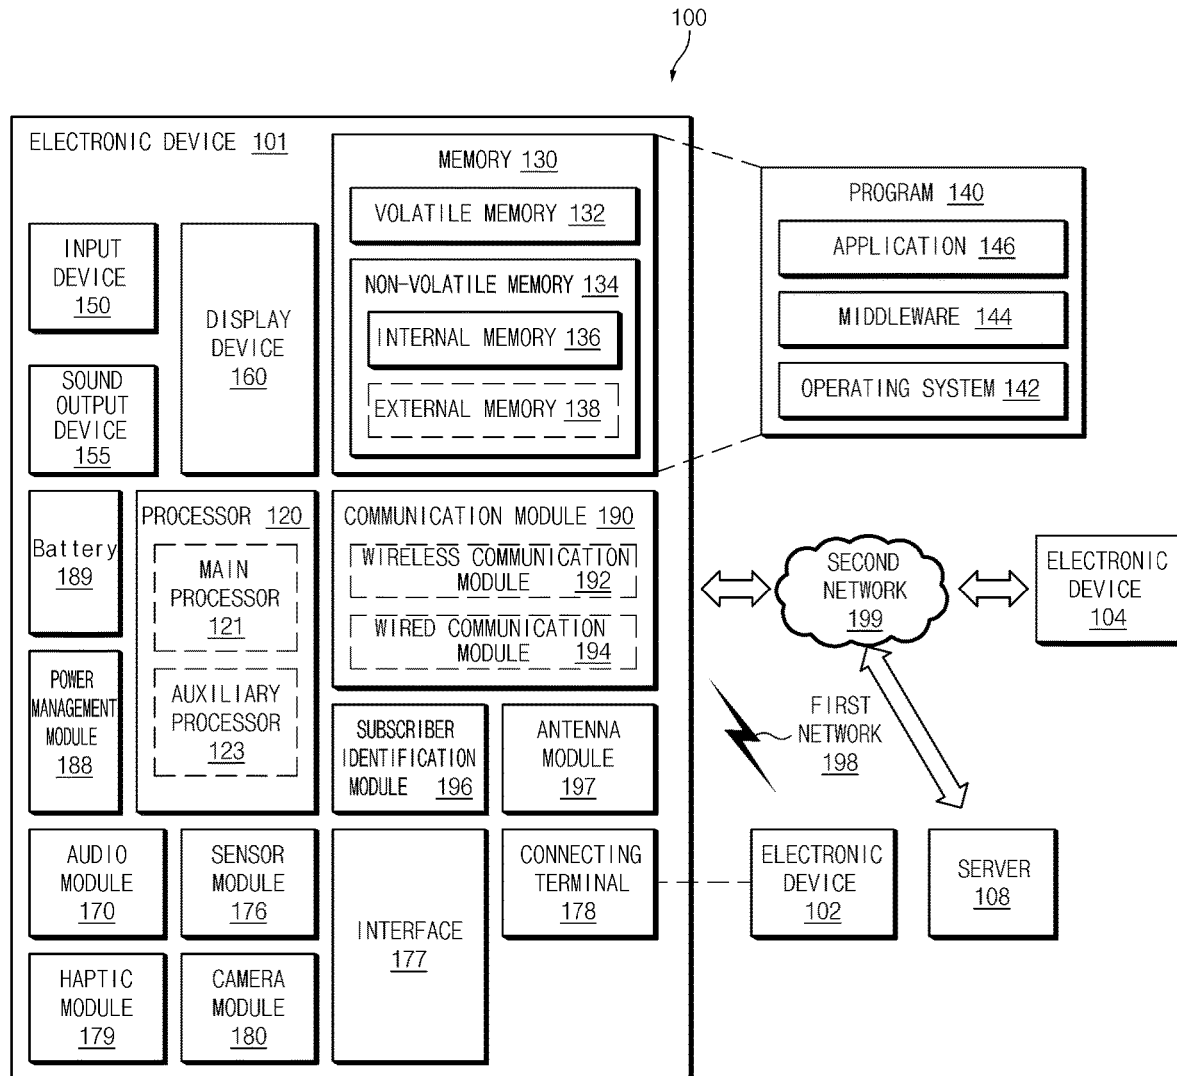 100
ELECTRONIC DEVICE 101
MEMORY 130
VOLATILE MEMORY 132
NON-VOLATILE MEMORY 134
INTERNAL MEMORY 136
EXTERNAL MEMORY 138
PROGRAM 140
APPLICATION 146
MIDDLEWARE 144
OPERATING SYSTEM 142
INPUT
DEVICE
150
DISPLAY
DEVICE
160
SOUND
OUTPUT
DEVICE
155
Battery
189
PROCESSOR 120
MAIN
PROCESSOR
121
AUXILIARY
PROCESSOR
123
COMMUNICATION MODULE 190
WIRELESS COMMUNICATION
MODULE 192
WIRED COMMUNICATION
MODULE 194
SECOND
NETWORK
199
ELECTRONIC
DEVICE
104
POWER
MANAGEMENT
MODULE
188
SUBSCRIBER
IDENTIFICATION
MODULE 196
ANTENNA
MODULE
197
FIRST
NETWORK
198
AUDIO
MODULE
170
SENSOR
MODULE
176
INTERFACE
177
CONNECTING
TERMINAL
178
ELECTRONIC
DEVICE
102
SERVER
108
HAPTIC
MODULE
179
CAMERA
MODULE
180